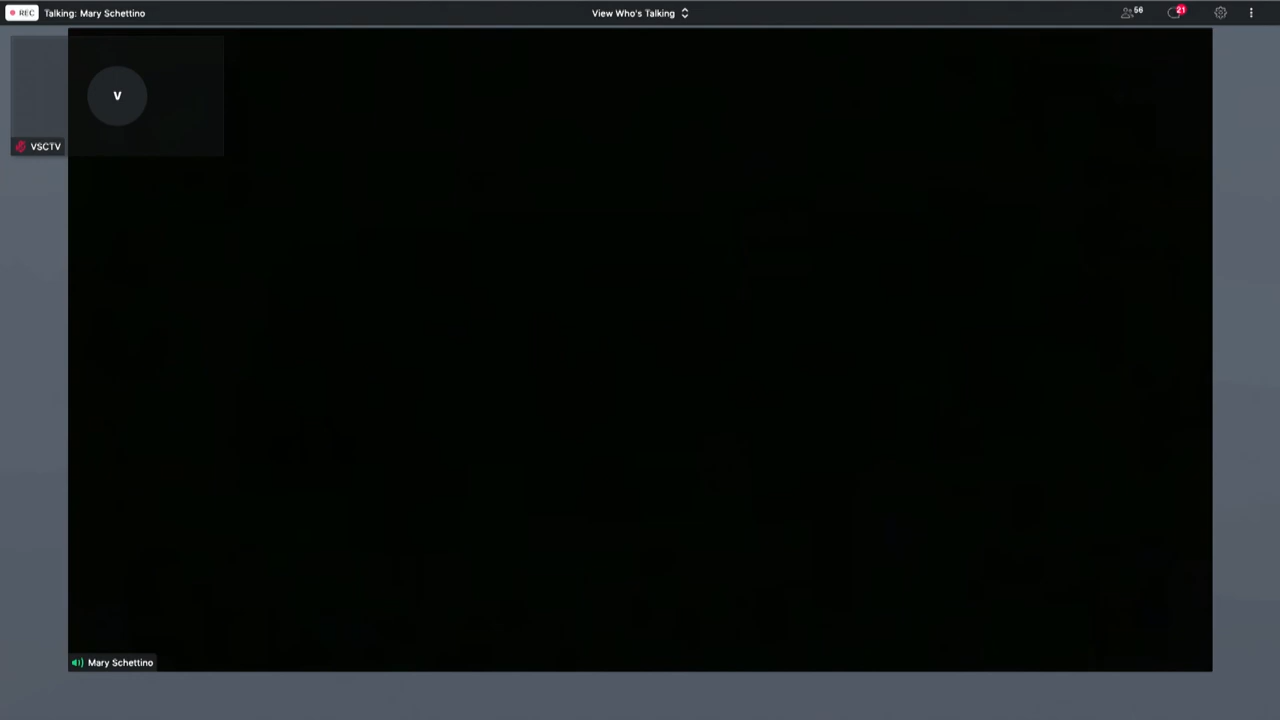 REC Talking: Mary Schettino View Who's Talking 56 21
V
VSCTV
Mary Schettino